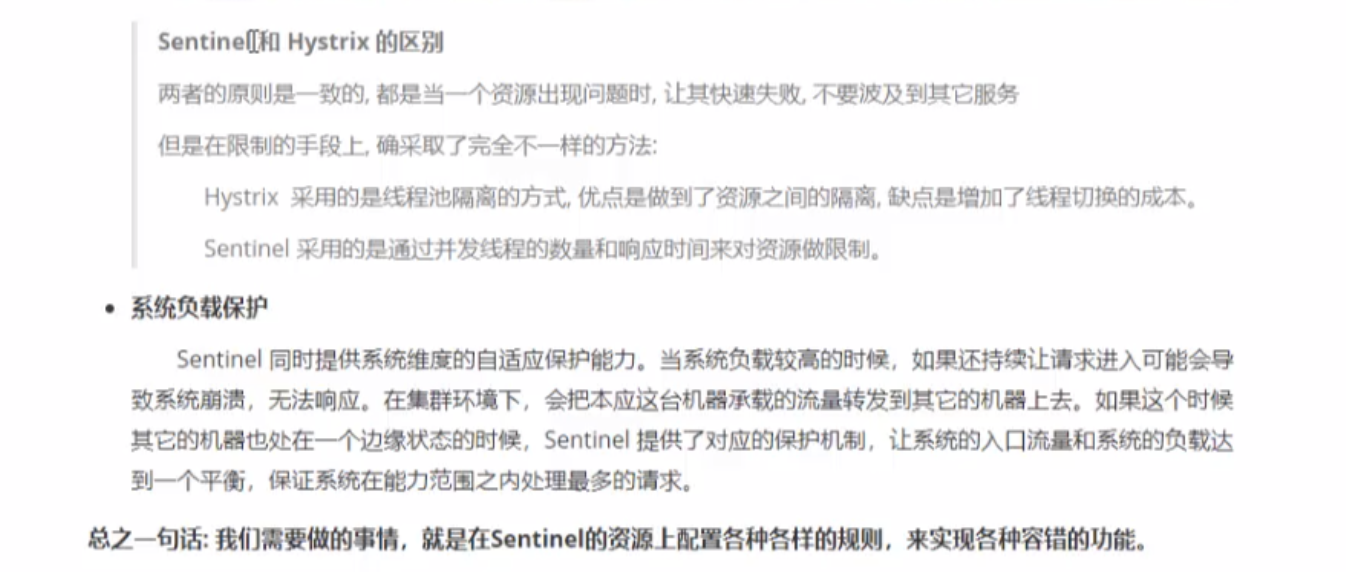 Sentinel和 Hystrix 的区别
两者的原则是一致的, 都是当一个资源出现问题时, 让其快速失败, 不要波及到其它服务
但是在限制的手段上, 确采取了完全不一样的方法:
Hystrix 采用的是线程池隔离的方式, 优点是做到了资源之间的隔离, 缺点是增加了线程切换的成本。
Sentinel 采用的是通过并发线程的数量和响应时间来对资源做限制。
• 系统负载保护
Sentinel 同时提供系统维度的自适应保护能力。当系统负载较高的时候，如果还持续让请求进入可能会导
致系统崩溃，无法响应。在集群环境下，会把本应这台机器承载的流量转发到其它的机器上去。如果这个时候
其它的机器也处在一个边缘状态的时候，Sentinel 提供了对应的保护机制，让系统的入口流量和系统的负载达
到一个平衡，保证系统在能力范围之内处理最多的请求。
总之一句话: 我们需要做的事情，就是在Sentinel的资源上配置各种各样的规则，来实现各种容错的功能。